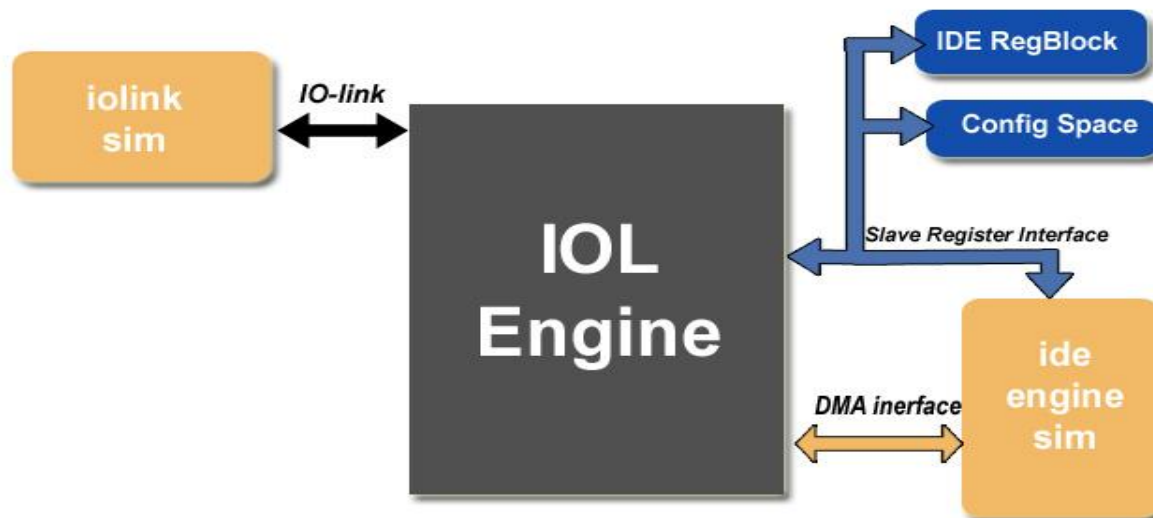 IDE RegBlock
iolink
sim
IO-link
Config Space
IOL
Engine
Slave Register Interface
ide
engine
sim
DMA inerface